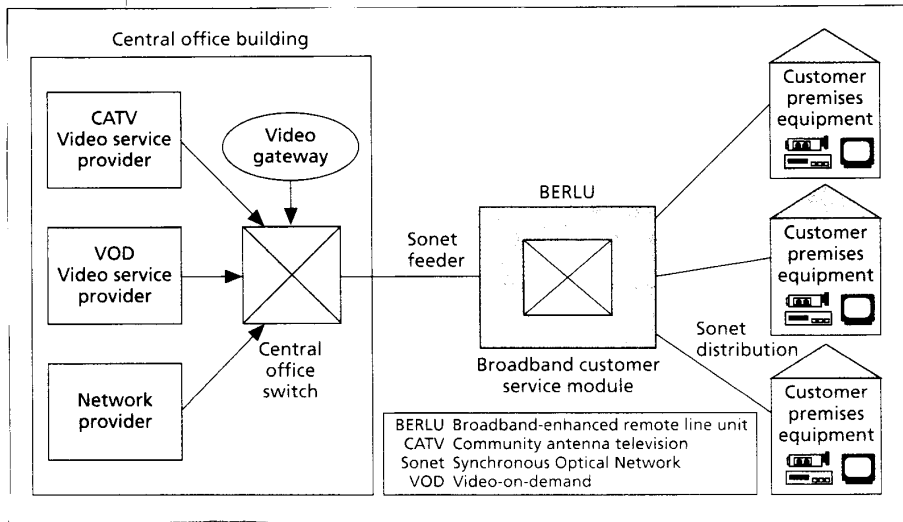 Central office building
CATV
Video service
provider
Video
gateway
VOD
Video service
provider
Network
provider
Central
office
switch
Sonet
feeder
BERLU
Broadband customer
service module
Sonet
distribution
Customer
premises
equipment
Customer
premises
equipment
Customer
premises
equipment
BERLU Broadband-enhanced remote line unit
CATV Community antenna television
Sonet Synchronous Optical Network
VOD Video-on-demand